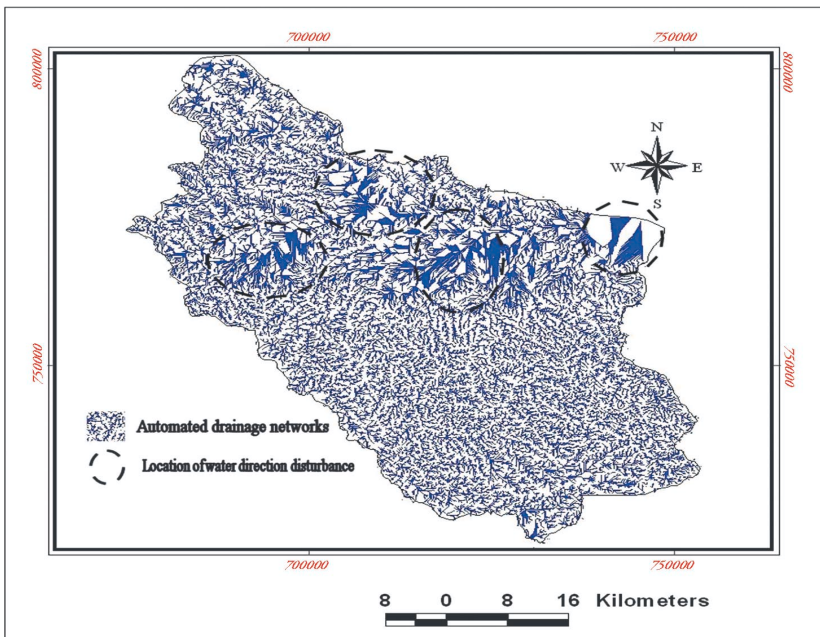 700000 750000
800000 800000
N
W E
S
750000 750000
Automated drainage networks
Location of water direction disturbance
700000 750000
8 0 8 16 Kilometers